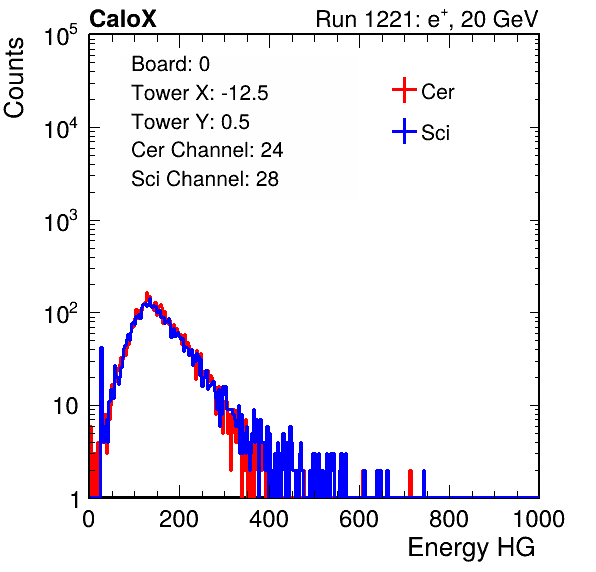 CaloX Run 1221: e⁺, 20 GeV
Counts
Board: 0
Tower X: -12.5
Tower Y: 0.5
Cer Channel: 24
Sci Channel: 28
Cer
Sci
10⁵
10⁴
10³
10²
10
1
0 200 400 600 800 1000
Energy HG